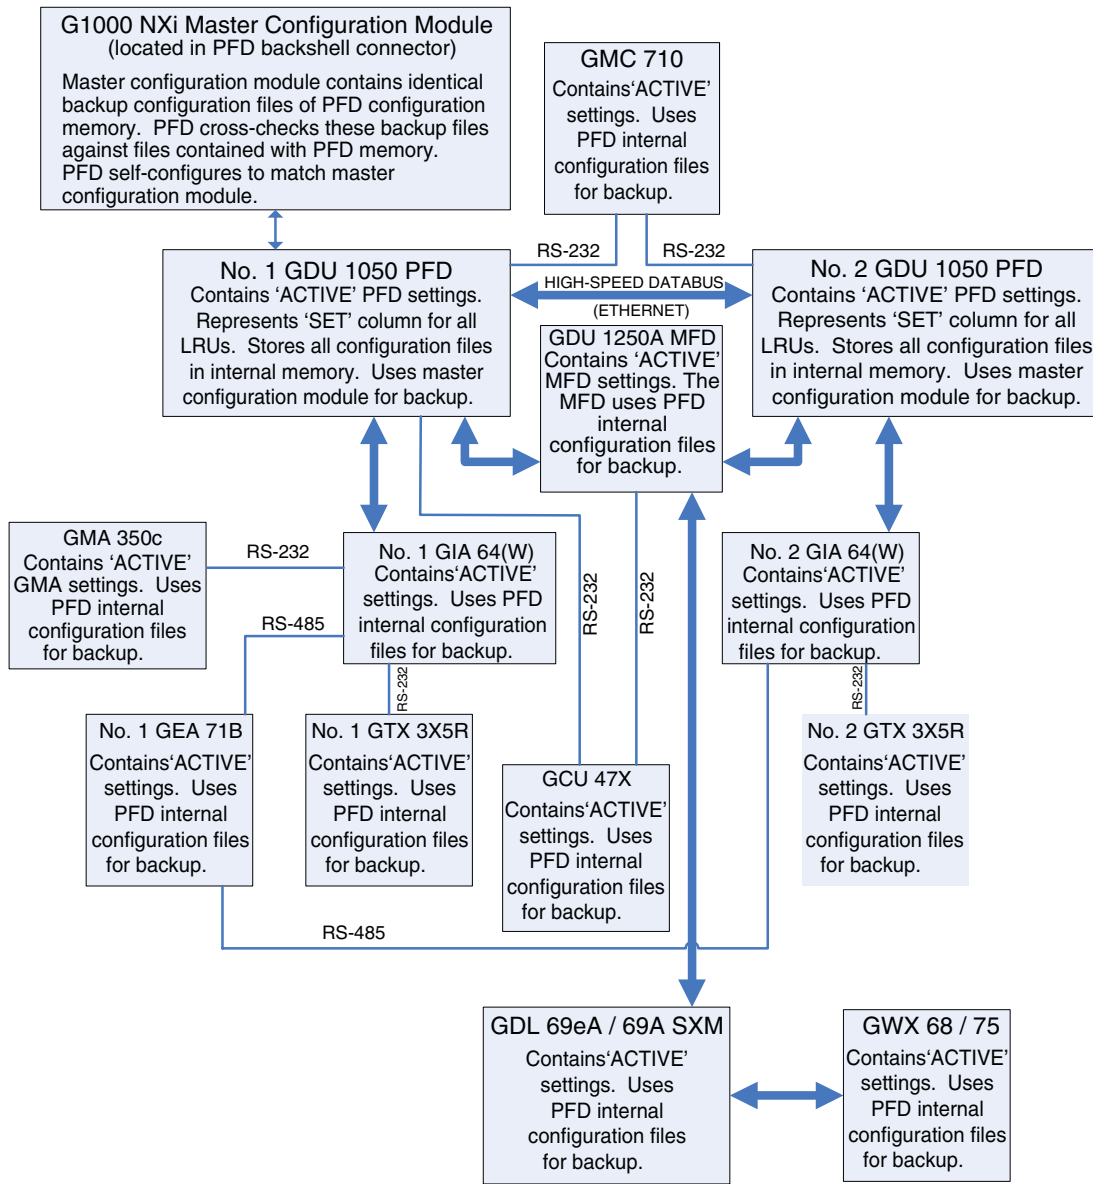 G1000 NXi Master Configuration Module
(located in PFD backshell connector)
Master configuration module contains identical
backup configuration files of PFD configuration
memory. PFD cross-checks these backup files
against files contained with PFD memory.
PFD self-configures to match master
configuration module.
GMC 710
Contains‘ACTIVE’
settings. Uses
PFD internal
configuration files
for backup.
RS-232
RS-232
No. 1 GDU 1050 PFD
Contains ‘ACTIVE’ PFD settings.
Represents ‘SET’ column for all
LRUs. Stores all configuration files
in internal memory. Uses master
configuration module for backup.
HIGH-SPEED DATABUS
(ETHERNET)
No. 2 GDU 1050 PFD
Contains ‘ACTIVE’ PFD settings.
Represents ‘SET’ column for all
LRUs. Stores all configuration files
in internal memory. Uses master
configuration module for backup.
GDU 1250A MFD
Contains ‘ACTIVE’
MFD settings. The
MFD uses PFD
internal
configuration files
for backup.
GMA 350c
Contains ‘ACTIVE’
GMA settings. Uses
PFD internal
configuration files
for backup.
RS-232
RS-485
No. 1 GIA 64(W)
Contains‘ACTIVE’
settings. Uses PFD
internal configuration
files for backup.
RS-232
RS-232
RS-232
No. 2 GIA 64(W)
Contains‘ACTIVE’
settings. Uses PFD
internal configuration
files for backup.
RS-232
No. 1 GEA 71B
Contains‘ACTIVE’
settings. Uses
PFD internal
configuration files
for backup.
No. 1 GTX 3X5R
Contains‘ACTIVE’
settings. Uses
PFD internal
configuration files
for backup.
GCU 47X
Contains‘ACTIVE’
settings. Uses
PFD internal
configuration files
for backup.
No. 2 GTX 3X5R
Contains‘ACTIVE’
settings. Uses
PFD internal
configuration files
for backup.
RS-485
GDL 69eA / 69A SXM
Contains‘ACTIVE’
settings. Uses
PFD internal
configuration files
for backup.
GWX 68 / 75
Contains‘ACTIVE’
settings. Uses
PFD internal
configuration files
for backup.